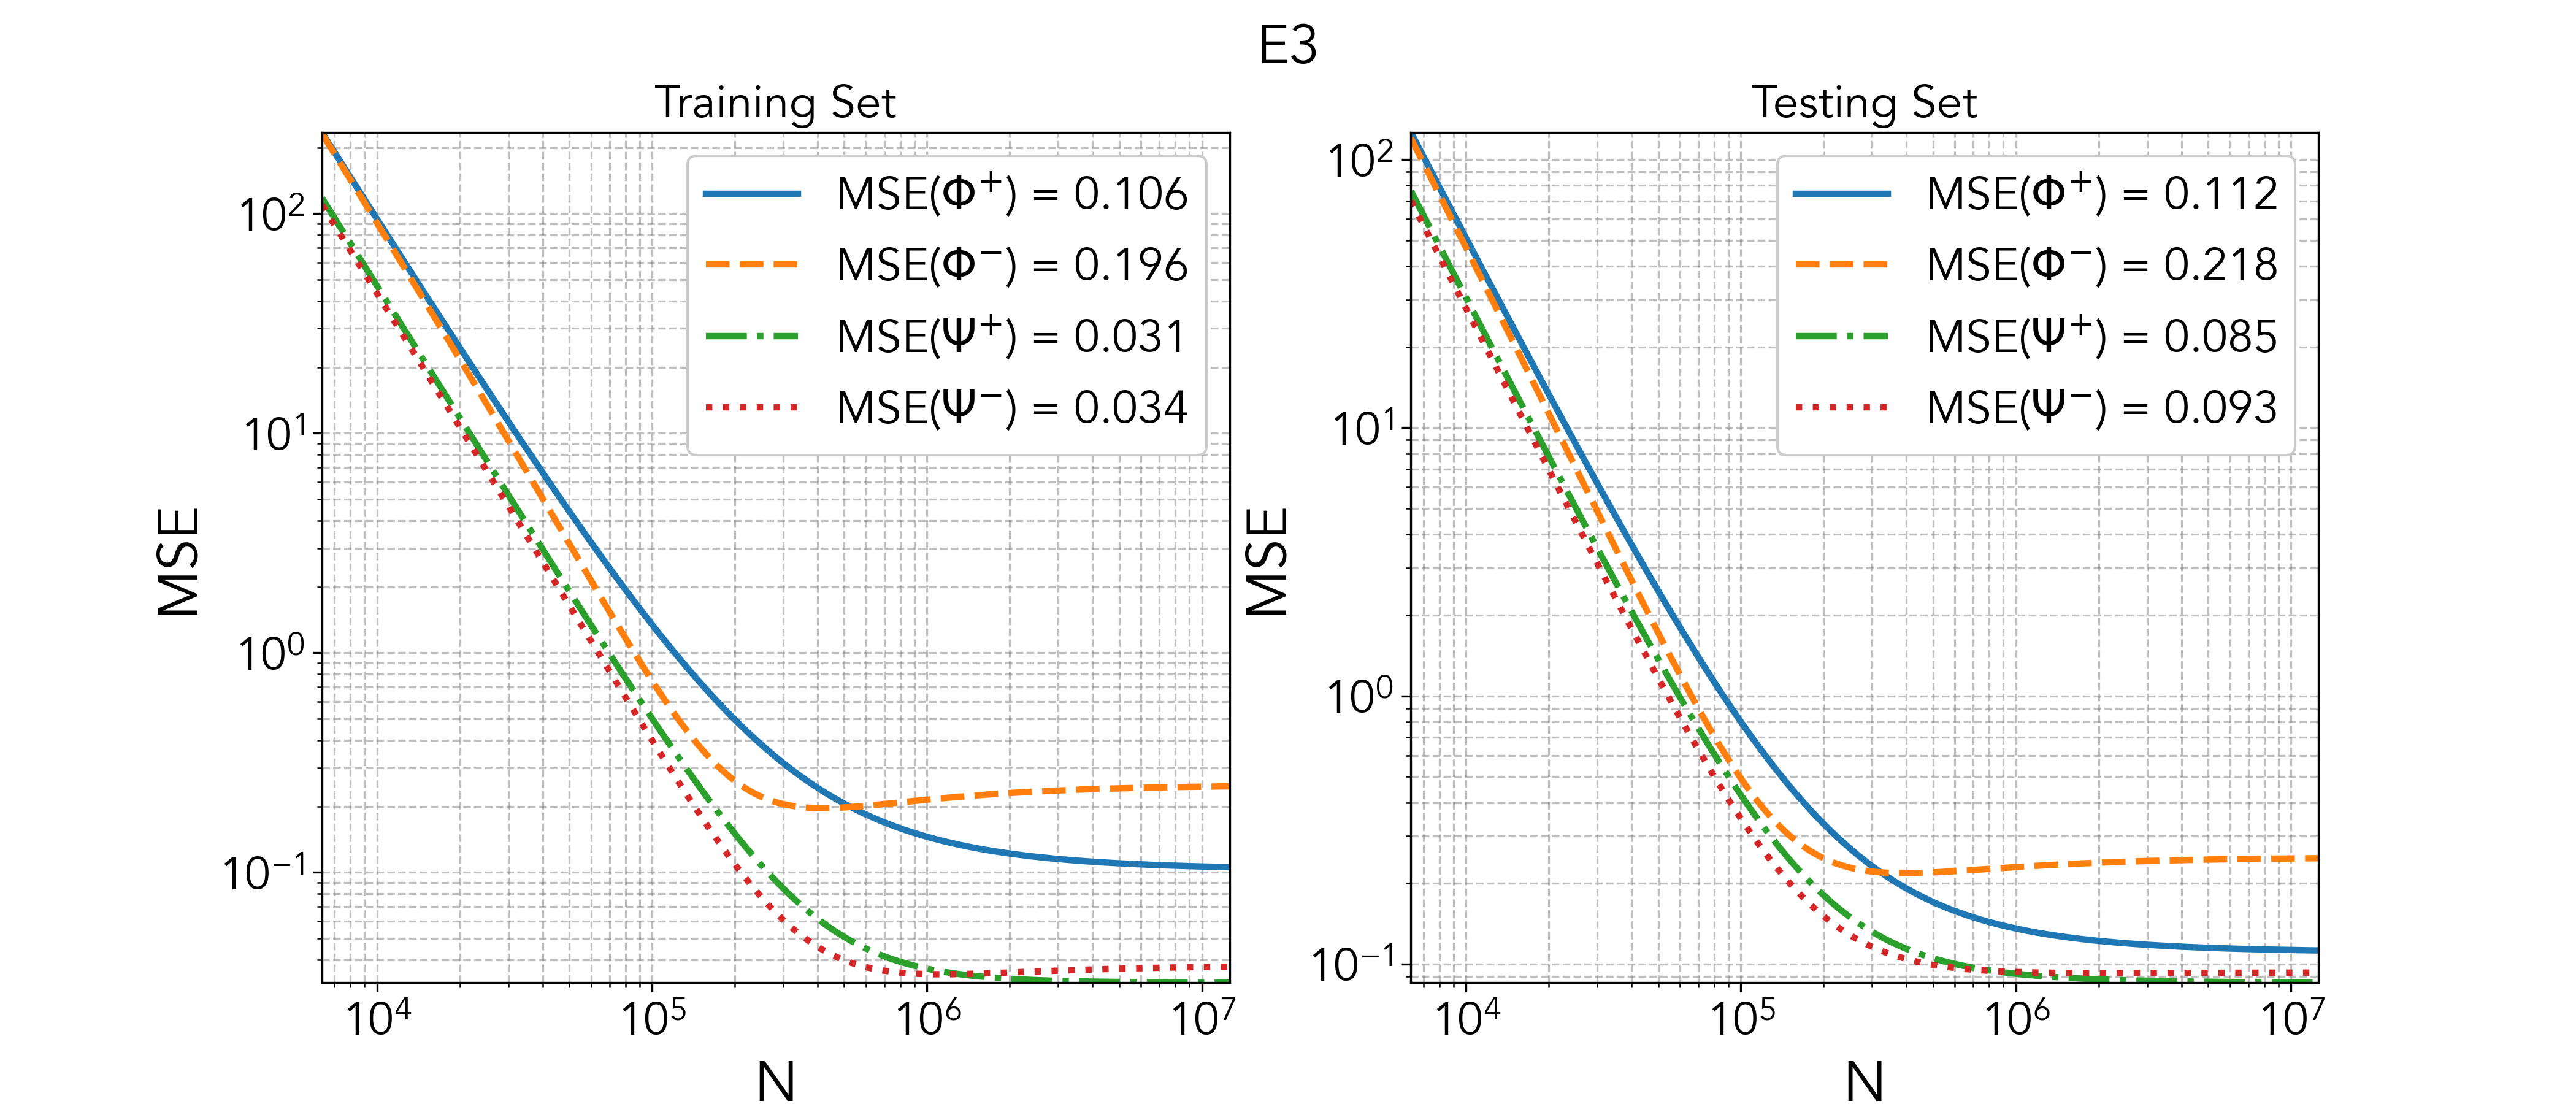 E3
Training Set
MSE
10²
10¹
10⁰
10⁻¹
MSE(Φ⁺) = 0.106
MSE(Φ⁻) = 0.196
MSE(Ψ⁺) = 0.031
MSE(Ψ⁻) = 0.034
10⁴ 10⁵ 10⁶ 10⁷
N
Testing Set
MSE
10²
10¹
10⁰
10⁻¹
MSE(Φ⁺) = 0.112
MSE(Φ⁻) = 0.218
MSE(Ψ⁺) = 0.085
MSE(Ψ⁻) = 0.093
10⁴ 10⁵ 10⁶ 10⁷
N